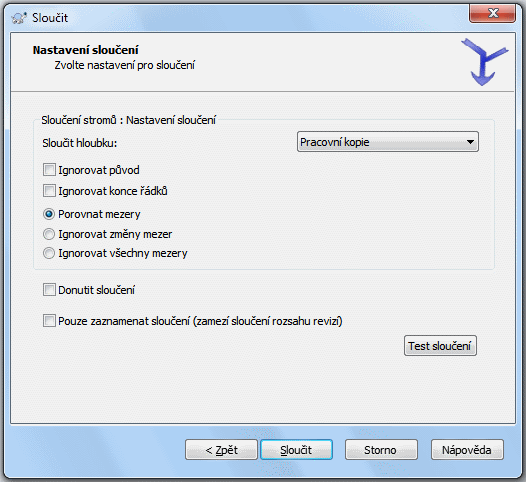 Sloučit
Nastavení sloučení
Zvolte nastavení pro sloučení
Sloučení stromů : Nastavení sloučení
Sloučit hloubku:
Pracovní kopie
Ignorovat původ
Ignorovat konce řádků
Porovnat mezery
Ignorovat změny mezer
Ignorovat všechny mezery
Donutit sloučení
Pouze zaznamenat sloučení (zamezí sloučení rozsahu revizí)
Test sloučení
< Zpět
Sloučit
Storno
Nápověda